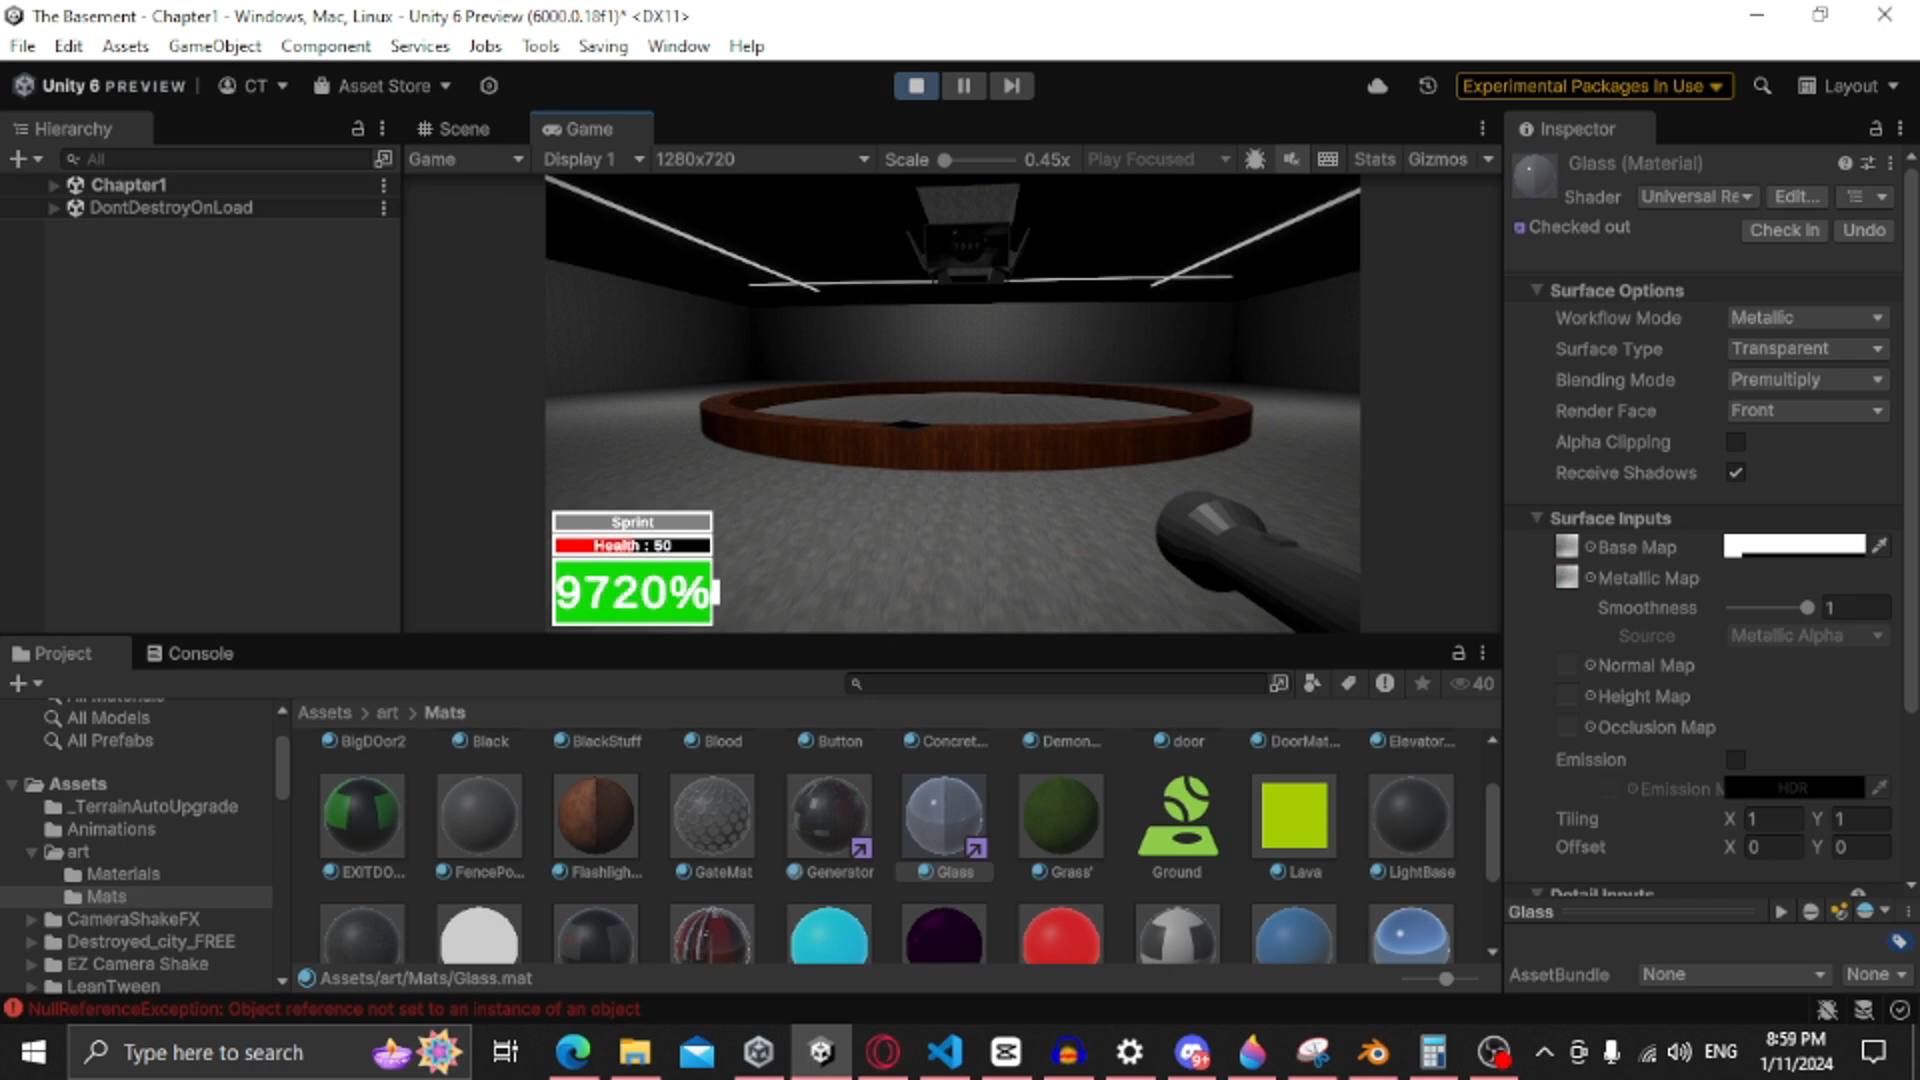 The Basement - Chapter1 - Windows, Mac, Linux - Unity 6 Preview (6000.0.18f1)* <DX11>
File Edit Assets GameObject Component Services Jobs Tools Saving Window Help
Unity 6 PREVIEW CT Asset Store Experimental Packages In Use Layout
Hierarchy Scene Game Inspector
All Game Display 1 1280x720 Scale 0.45x Play Focused Stats Gizmos
Glass (Material)
Chapter1
DontDestroyOnLoad
Shader Universal Re Edit...
Checked out Check In Undo
Surface Options
Workflow Mode Metallic
Surface Type Transparent
Blending Mode Premultiply
Render Face Front
Alpha Clipping
Receive Shadows
Surface Inputs
Base Map
Metallic Map
Smoothness 1
Source Metallic Alpha
Normal Map
Height Map
Occlusion Map
Emission
Emission M HDR
Tiling X 1 Y 1
Offset X 0 Y 0
Detail Inputs
Sprint
Health : 50
9720%
Project Console
40
All Materials
All Models
All Prefabs
Assets
_TerrainAutoUpgrade
Animations
art
Materials
Mats
CameraShakeFX
Destroyed_city_FREE
EZ Camera Shake
LeanTween
Assets > art > Mats
BigDOor2 Black BlackStuff Blood Button Concret... Demon... door DoorMat... Elevator...
EXITDO... FencePo... Flashligh... GateMat Generator Glass Grass' Ground Lava LightBase
Assets/art/Mats/Glass.mat
Glass
AssetBundle None None
NullReferenceException: Object reference not set to an instance of an object
Type here to search
9+
ENG
8:59 PM
1/11/2024